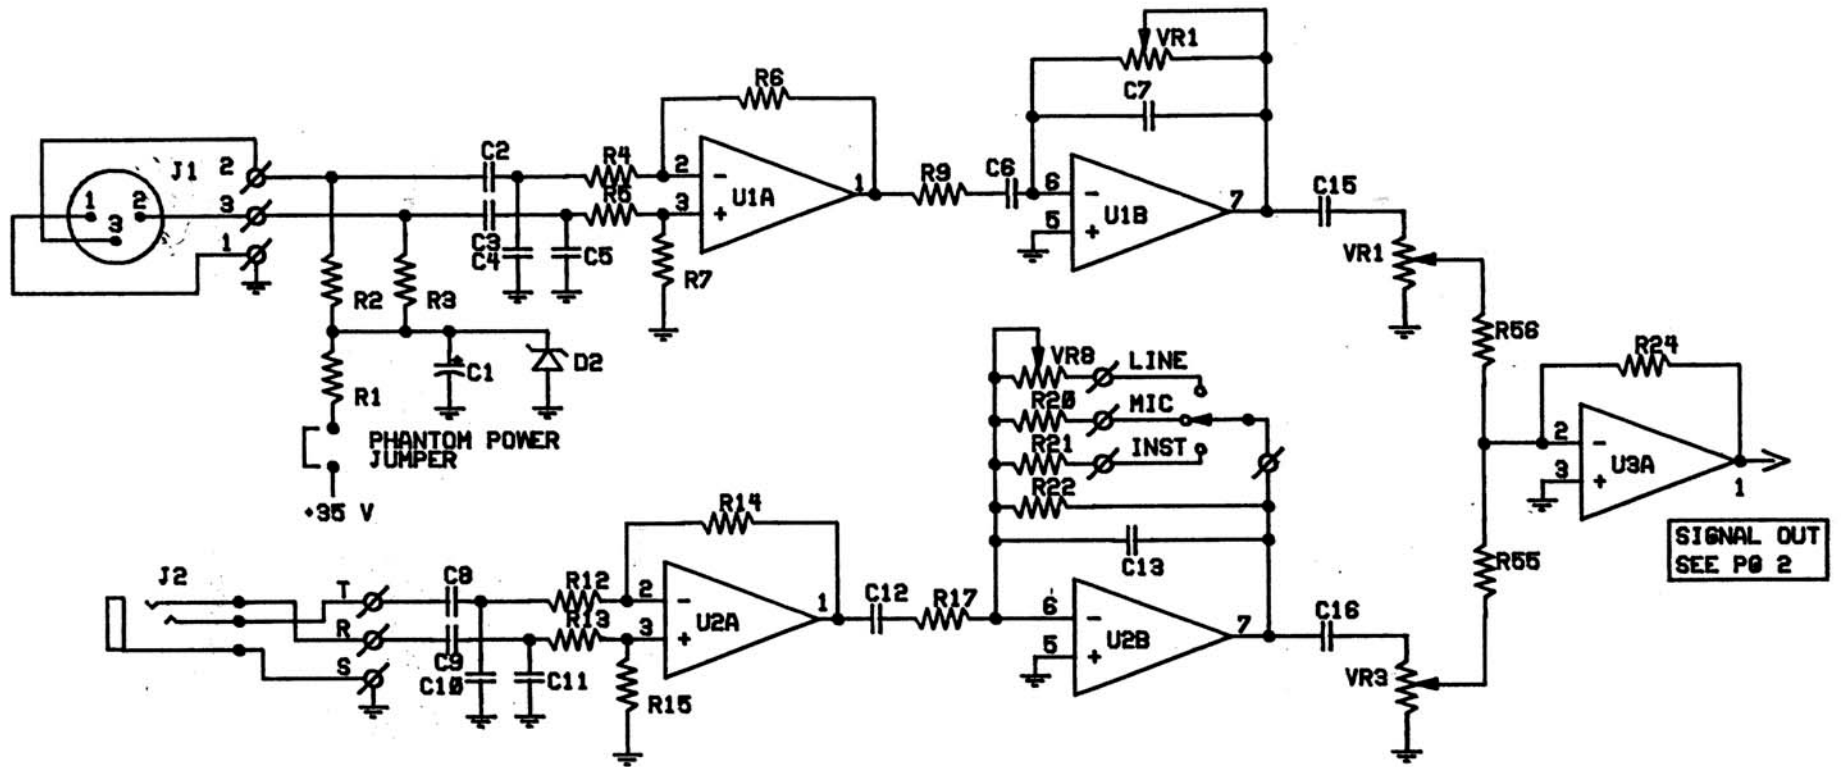 VR1
R6
C7
J1
2
C2
R4
R9
C6
1
2
3
3
R5
2
3
U1A
1
6
5
U1B
7
C15
1
C3
C4
C5
R7
VR1
R2
R3
C1
D2
R1
PHANTOM POWER
JUMPER
+35 V
VR8
LINE
R20
MIC
R21
INST
R22
C13
R56
R24
2
3
U3A
1
SIGNAL OUT
SEE PG 2
R55
J2
T
R
S
C8
R12
R14
2
R13
3
U2A
1
C12
R17
6
5
U2B
7
C16
C9
C10
C11
R15
VR3